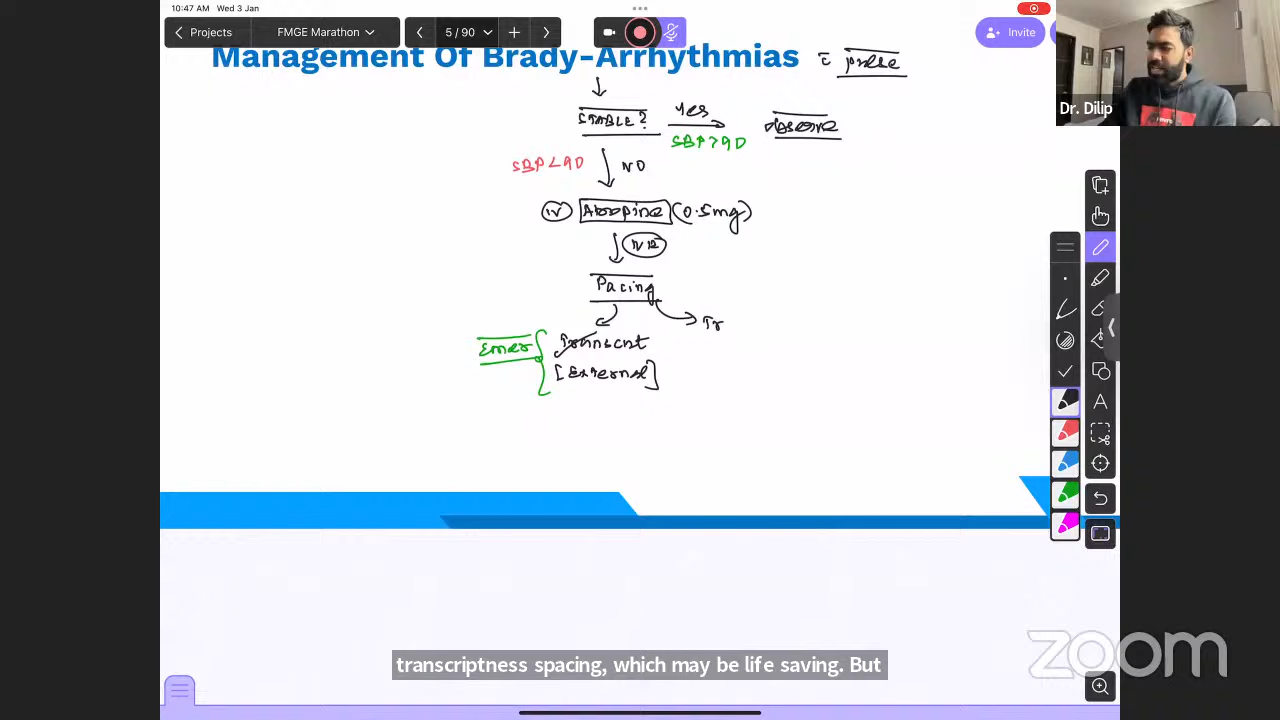 10:47 AM Wed 3 Jan
Projects
FMGE Marathon
5 / 90
Invite
Management Of Brady-Arrhythmias c̄ pulse
Dr. Dilip
STABLE? Yes observe
SBP>90
SBP<90 NO
IV Atropine (0.5mg)
NR
Pacing
Tr
Emer Transcut
[External]
A
transcriptness spacing, which may be life saving. But
zoom